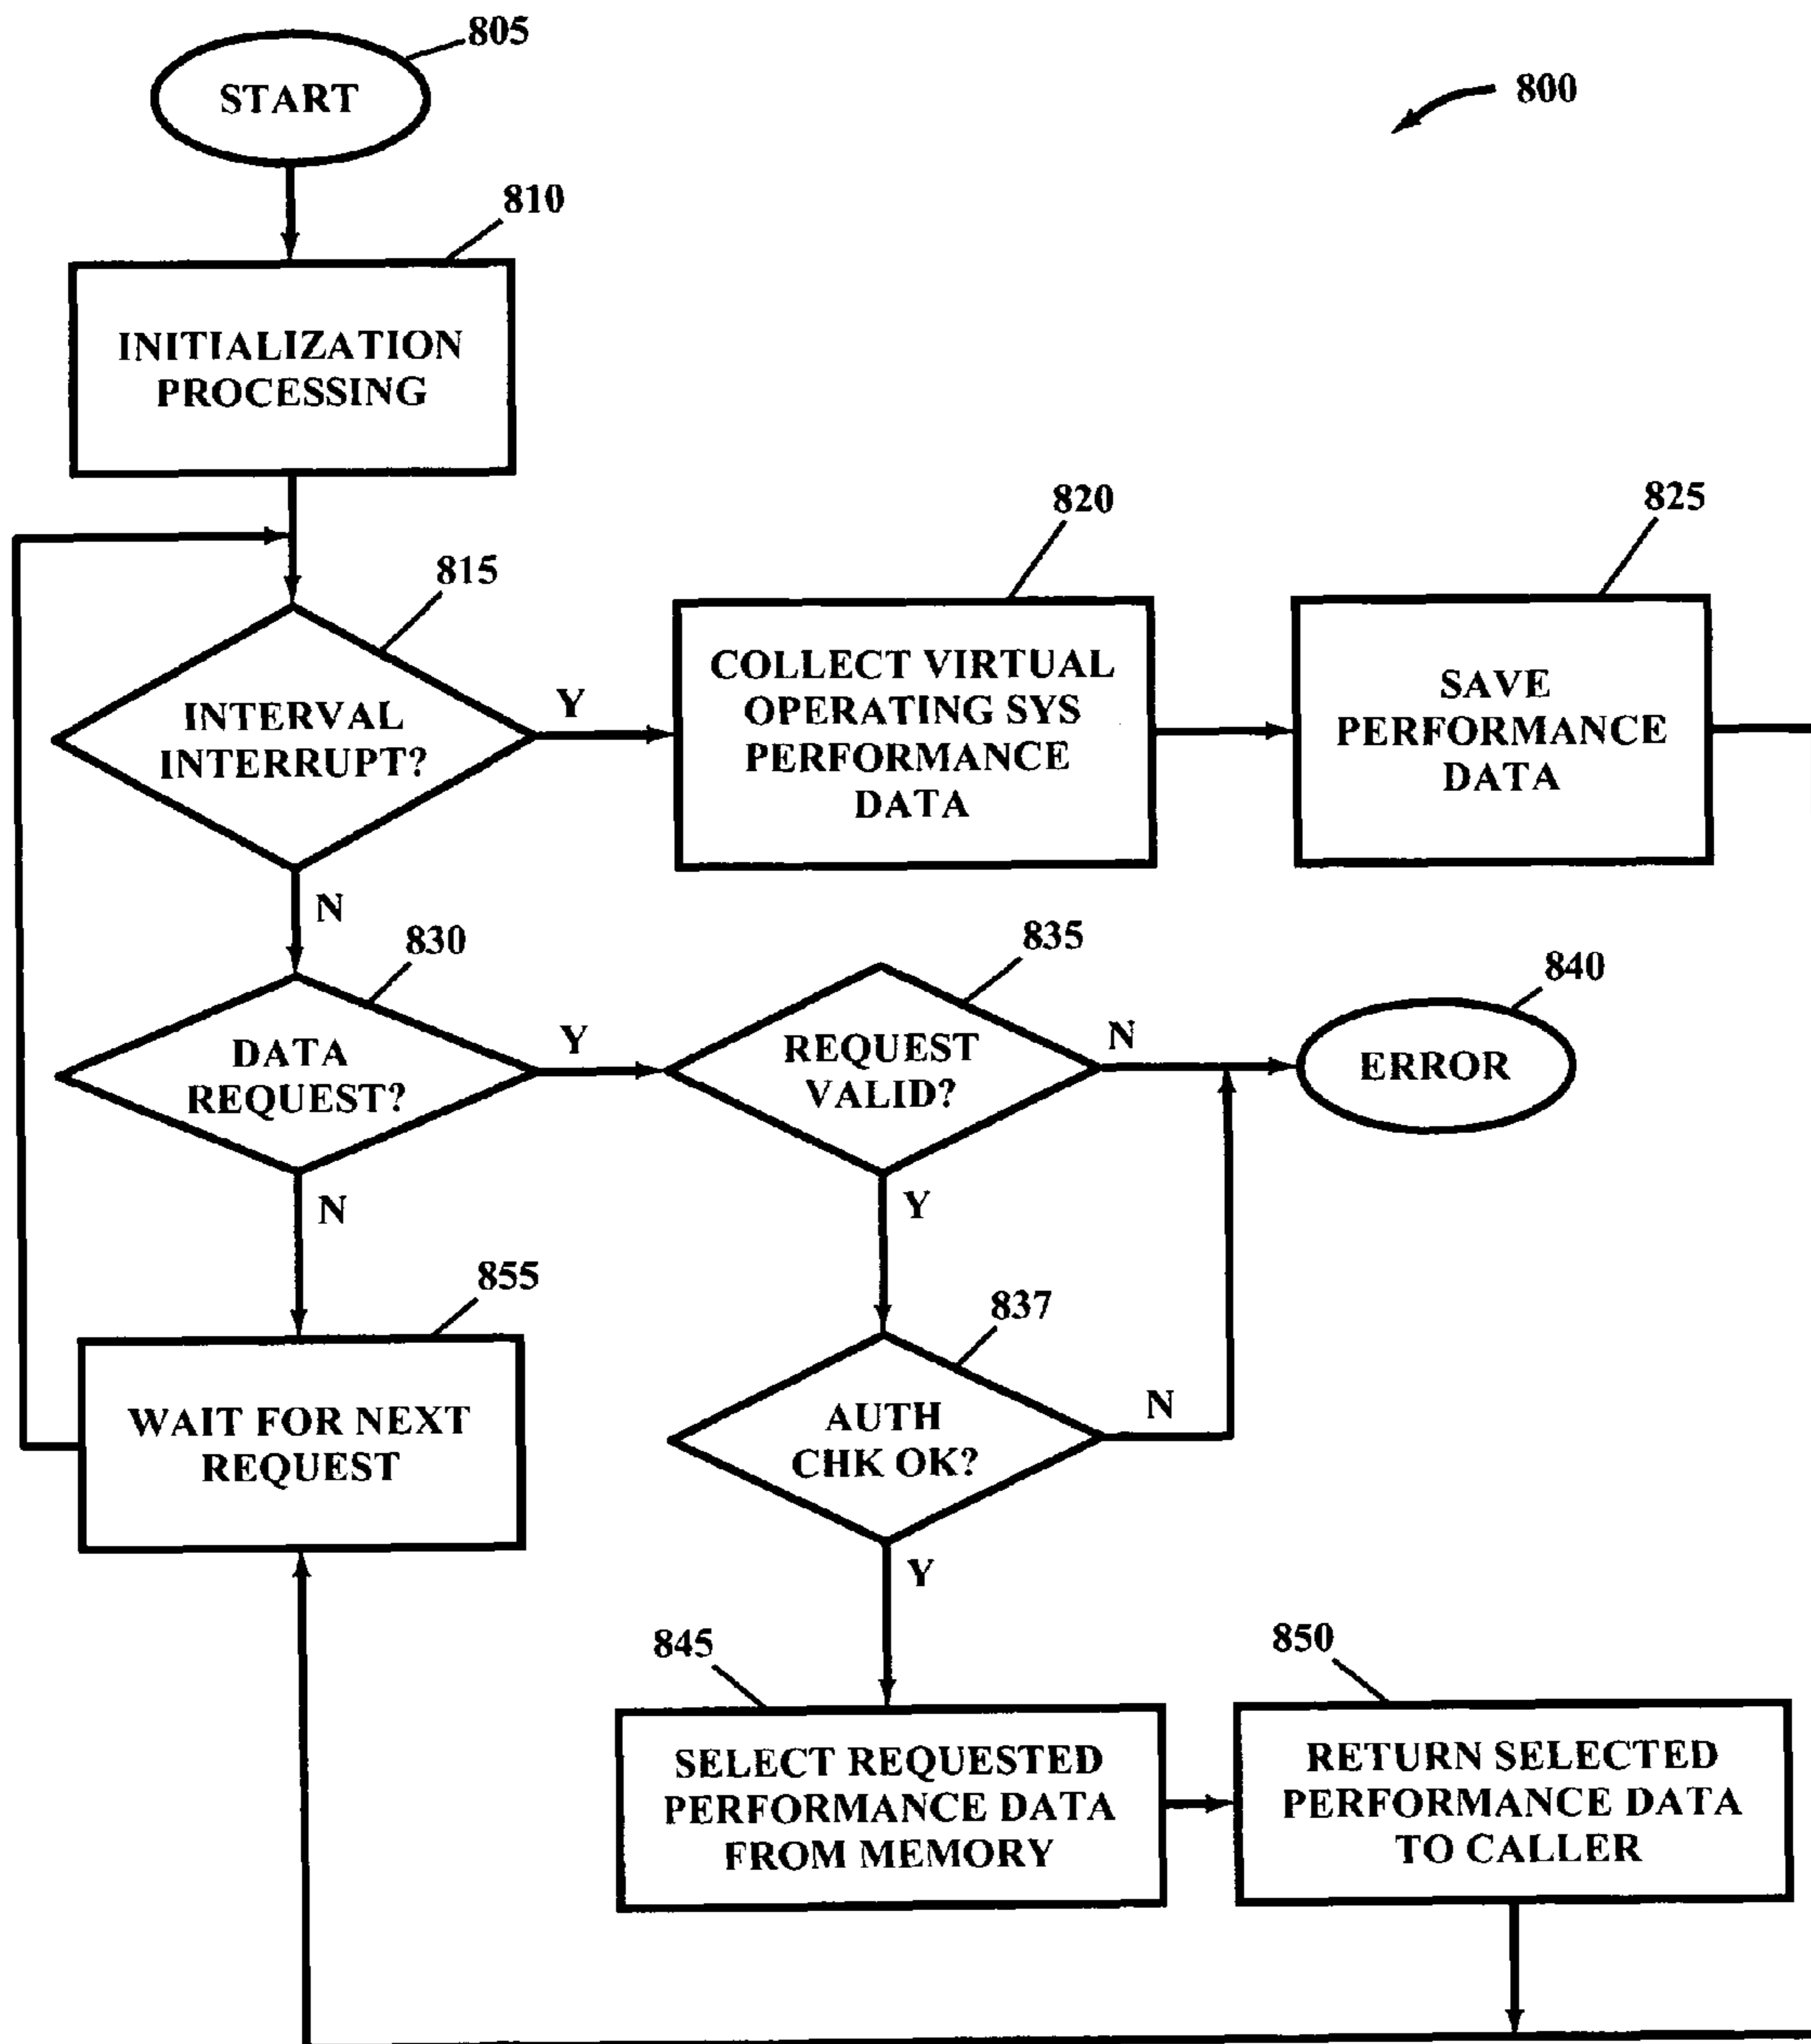 805
START
800
810
INITIALIZATION
PROCESSING
815
INTERVAL
INTERRUPT?
Y
820
COLLECT VIRTUAL
OPERATING SYS
PERFORMANCE
DATA
825
SAVE
PERFORMANCE
DATA
N
830
DATA
REQUEST?
Y
835
REQUEST
VALID?
N
840
ERROR
N
Y
855
WAIT FOR NEXT
REQUEST
837
AUTH
CHK OK?
N
Y
845
SELECT REQUESTED
PERFORMANCE DATA
FROM MEMORY
850
RETURN SELECTED
PERFORMANCE DATA
TO CALLER